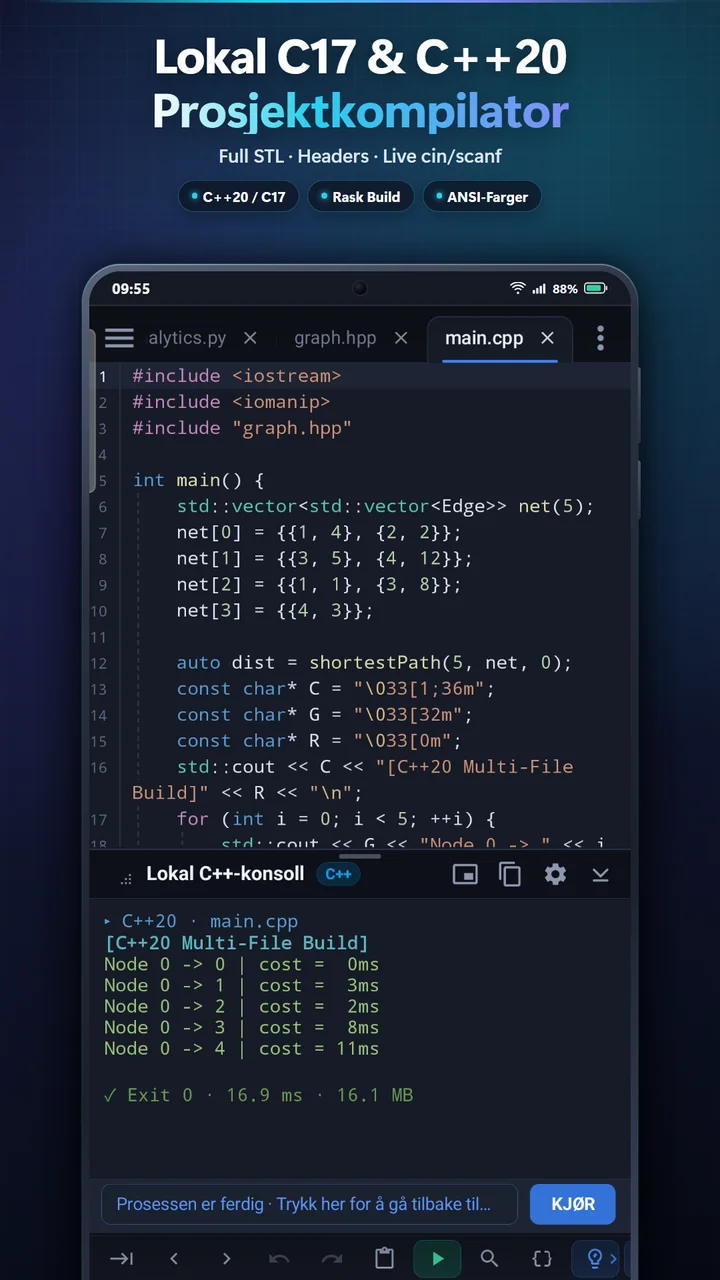 Lokal C17 & C++20
Prosjektkompilator
Full STL · Headers · Live cin/scanf
C++20 / C17
Rask Build
ANSI-Farger
09:55
88%
alytics.py
graph.hpp
main.cpp
1 #include <iostream>
2 #include <iomanip>
3 #include "graph.hpp"
4
5 int main() {
6 std::vector<std::vector<Edge>> net(5);
7 net[0] = {{1, 4}, {2, 2}};
8 net[1] = {{3, 5}, {4, 12}};
9 net[2] = {{1, 1}, {3, 8}};
10 net[3] = {{4, 3}};
11
12 auto dist = shortestPath(5, net, 0);
13 const char* C = "\033[1;36m";
14 const char* G = "\033[32m";
15 const char* R = "\033[0m";
16 std::cout << C << "[C++20 Multi-File
Build]" << R << "\n";
17 for (int i = 0; i < 5; ++i) {
18 std::cout << G << "Node 0 -> " << i
Lokal C++-konsoll C++
▸ C++20 · main.cpp
[C++20 Multi-File Build]
Node 0 -> 0 | cost =  0ms
Node 0 -> 1 | cost =  3ms
Node 0 -> 2 | cost =  2ms
Node 0 -> 3 | cost =  8ms
Node 0 -> 4 | cost = 11ms
✓ Exit 0 · 16.9 ms · 16.1 MB
Prosessen er ferdig · Trykk her for å gå tilbake til...
KJØR